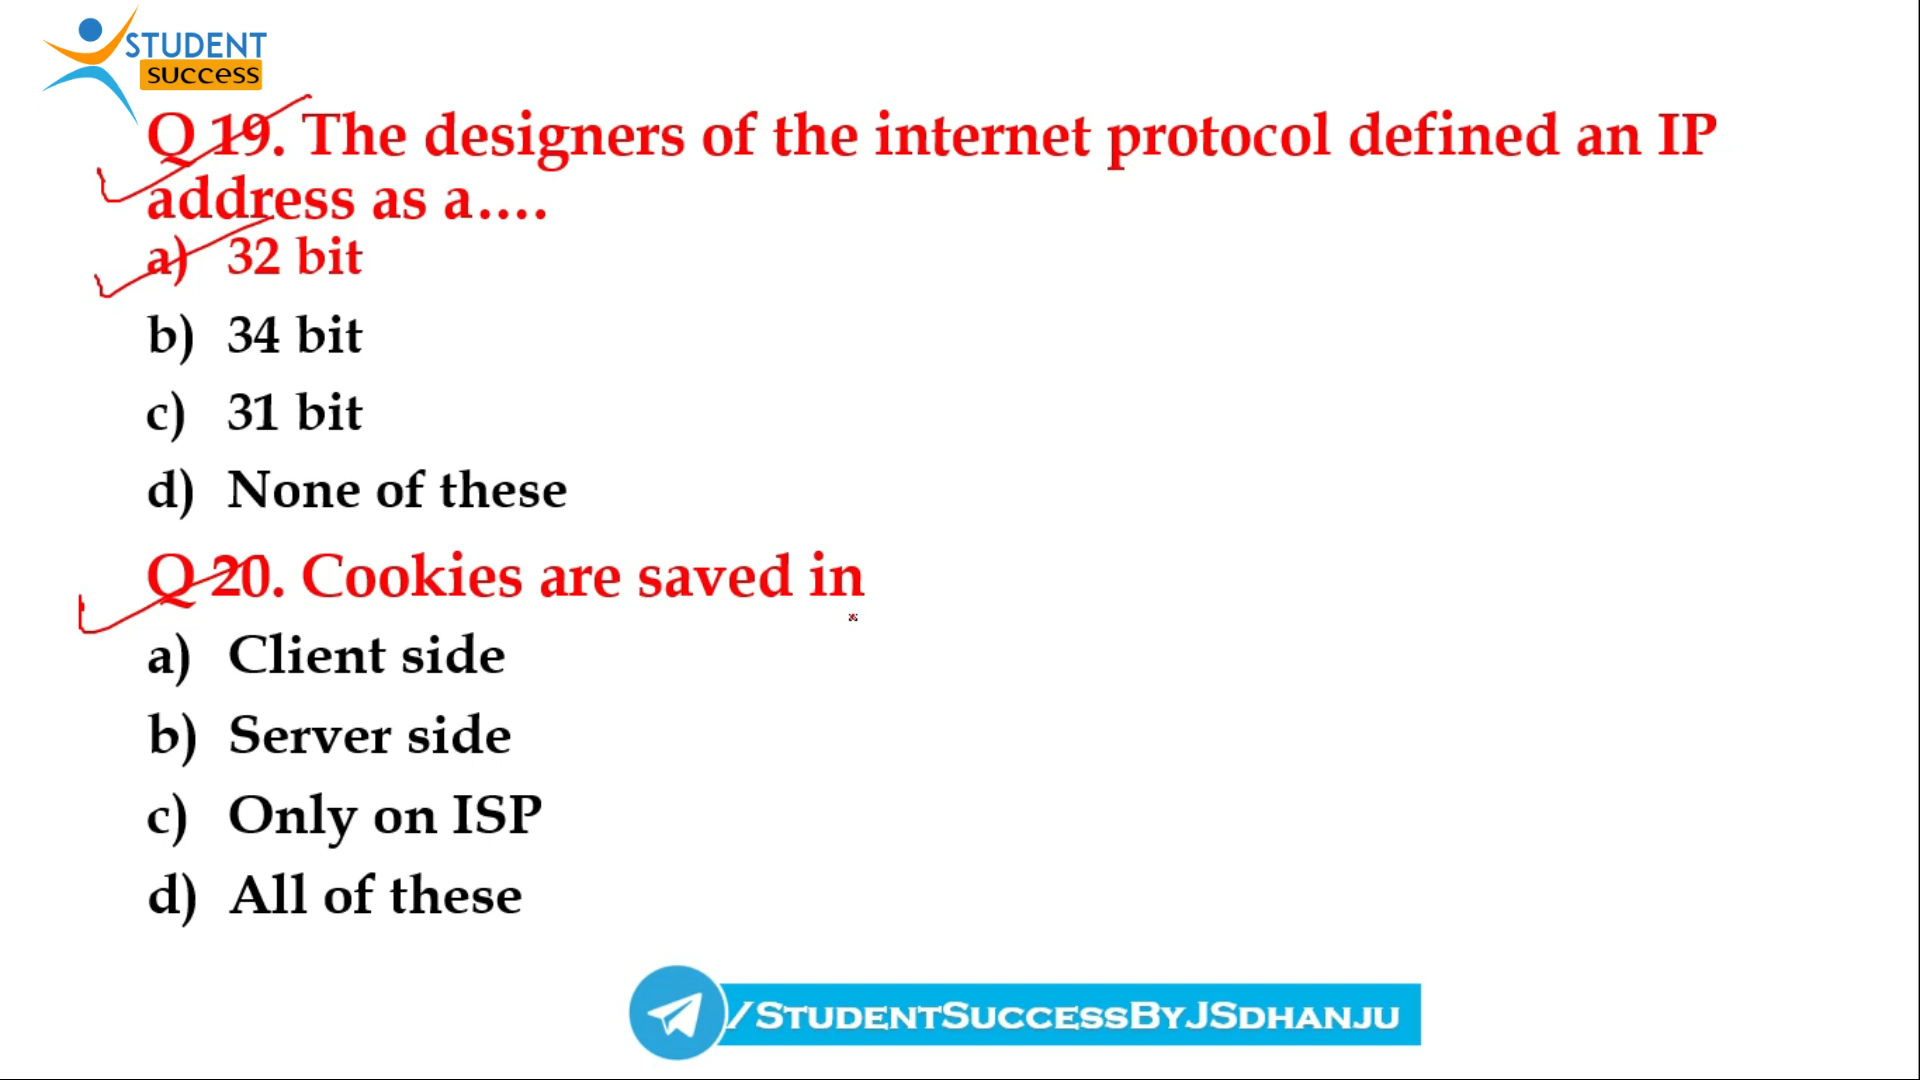 STUDENT
success
Q 19. The designers of the internet protocol defined an IP
address as a....
a) 32 bit
b) 34 bit
c) 31 bit
d) None of these
Q 20. Cookies are saved in
a) Client side
b) Server side
c) Only on ISP
d) All of these
/STUDENTSUCCESSBYJSDHANJU